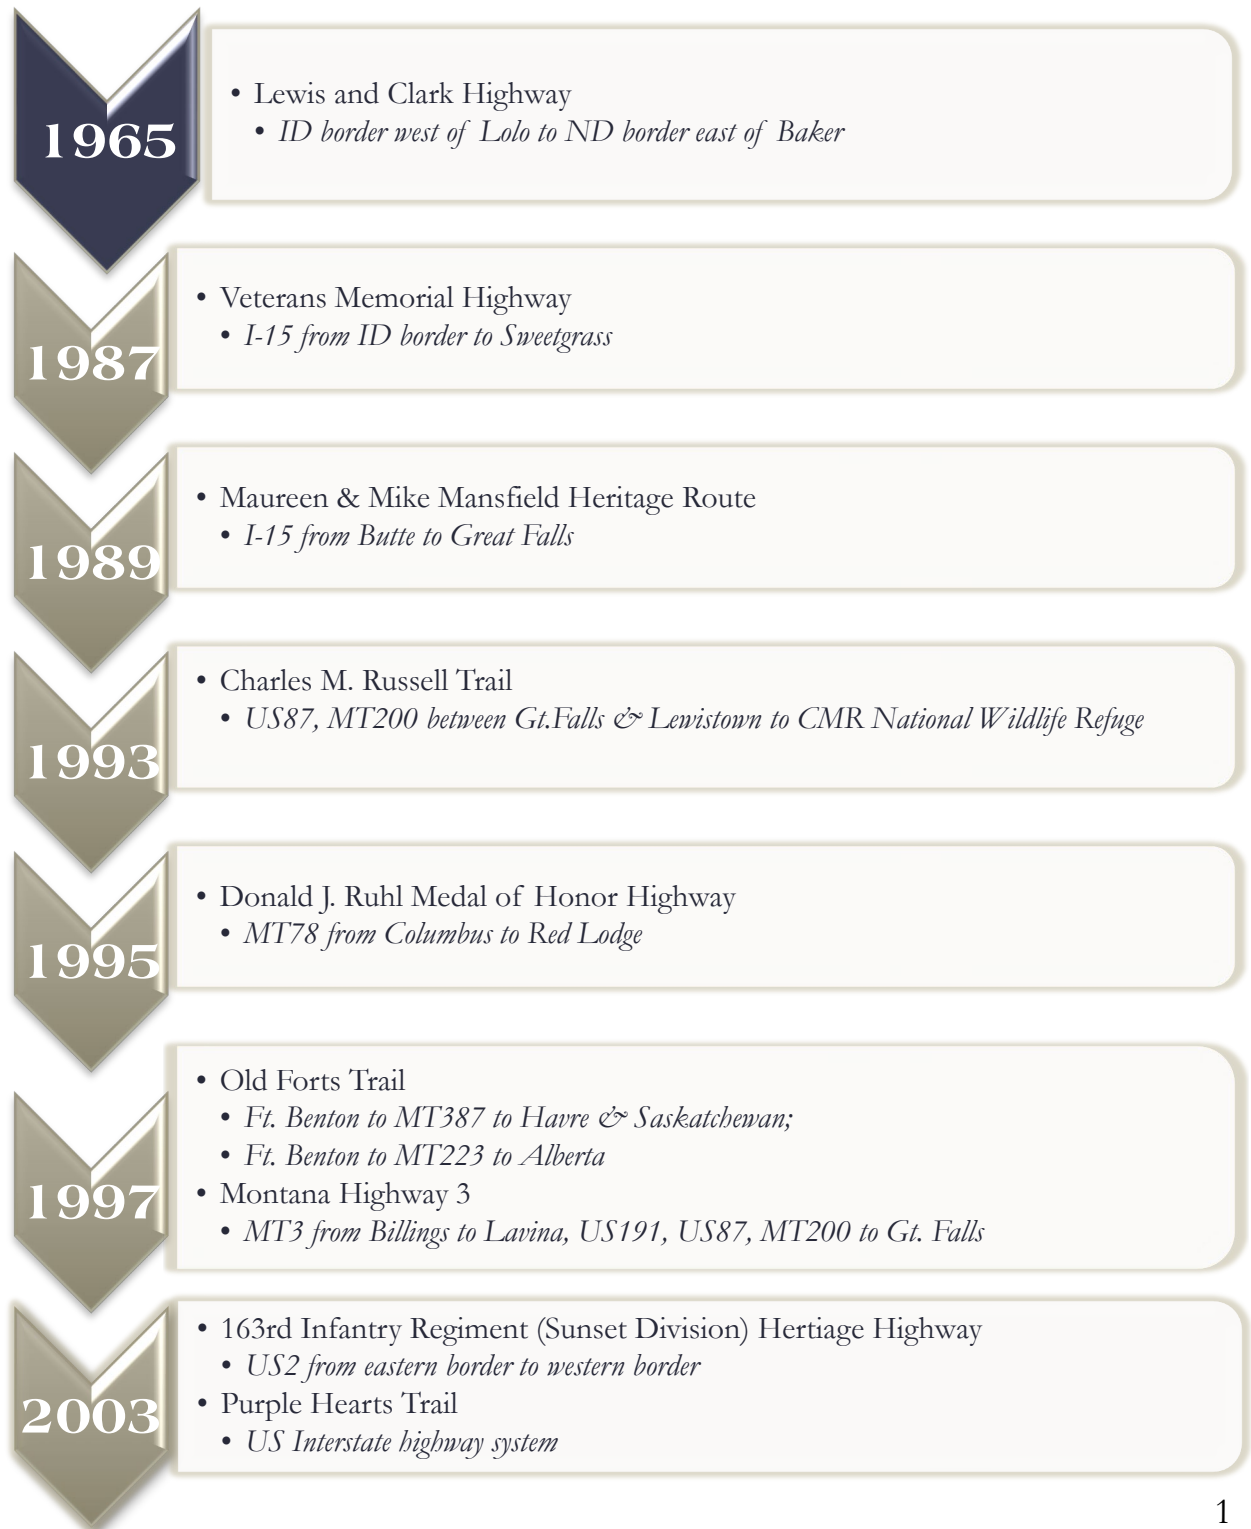 1965
• Lewis and Clark Highway
• ID border west of Lolo to ND border east of Baker
1987
• Veterans Memorial Highway
• I-15 from ID border to Sweetgrass
1989
• Maureen & Mike Mansfield Heritage Route
• I-15 from Butte to Great Falls
1993
• Charles M. Russell Trail
• US87, MT200 between Gt.Falls & Lewistown to CMR National Wildlife Refuge
1995
• Donald J. Ruhl Medal of Honor Highway
• MT78 from Columbus to Red Lodge
1997
• Old Forts Trail
• Ft. Benton to MT387 to Havre & Saskatchewan;
• Ft. Benton to MT223 to Alberta
• Montana Highway 3
• MT3 from Billings to Lavina, US191, US87, MT200 to Gt. Falls
2003
• 163rd Infantry Regiment (Sunset Division) Hertiage Highway
• US2 from eastern border to western border
• Purple Hearts Trail
• US Interstate highway system
1